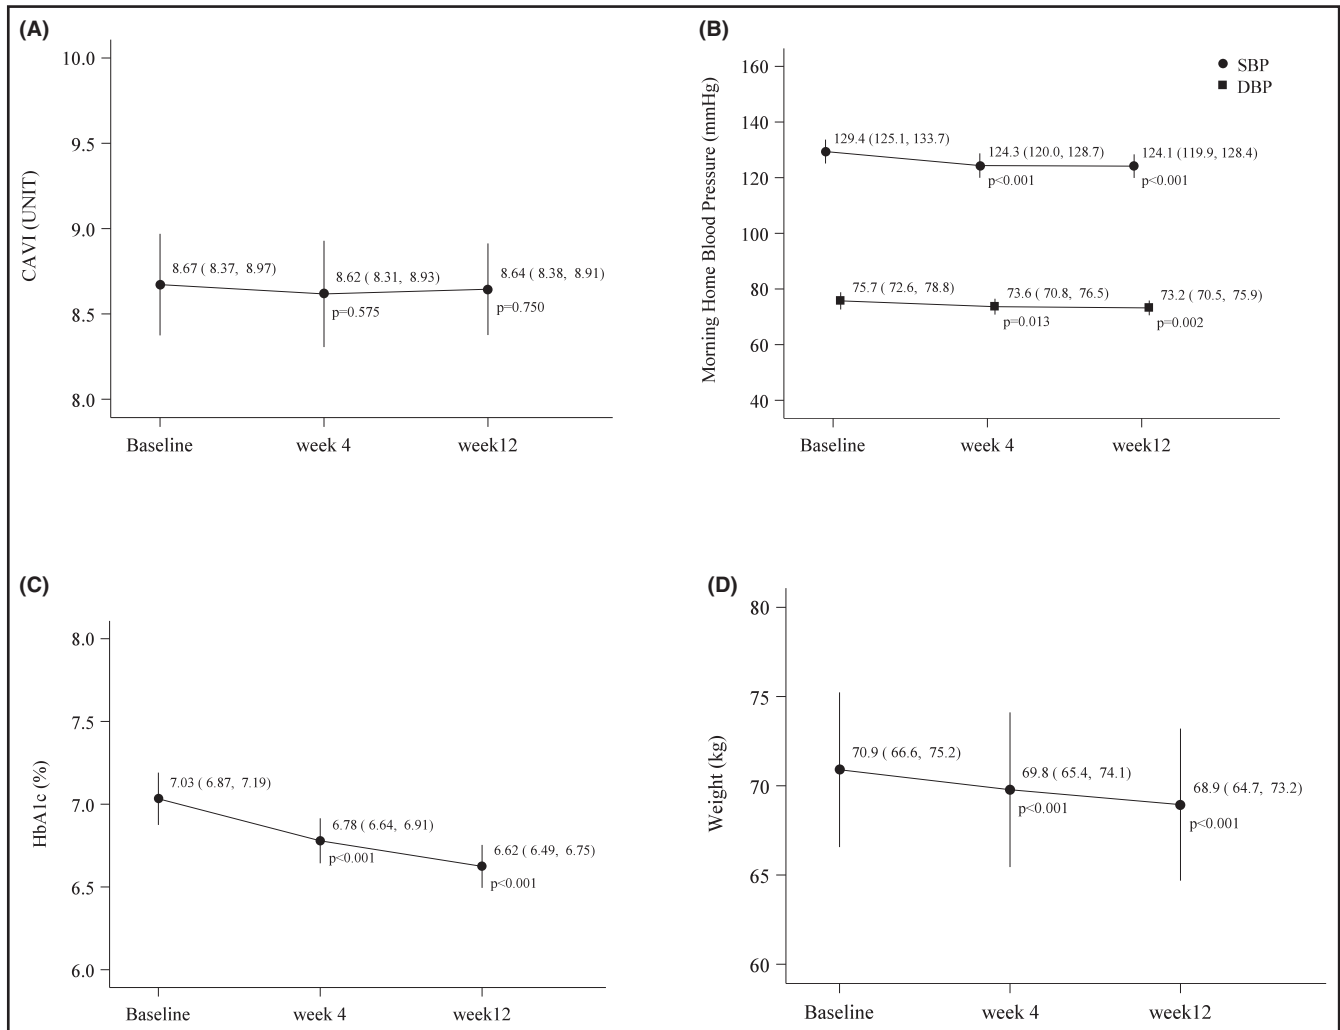 (A)
CAVI (UNIT)
10.0
9.5
9.0
8.5
8.0
8.67 ( 8.37, 8.97)
8.62 ( 8.31, 8.93)
p=0.575
8.64 ( 8.38, 8.91)
p=0.750
Baseline
week 4
week12
(B)
Morning Home Blood Pressure (mmHg)
160
140
120
100
80
60
40
SBP
DBP
129.4 (125.1, 133.7)
124.3 (120.0, 128.7)
p<0.001
124.1 (119.9, 128.4)
p<0.001
75.7 ( 72.6, 78.8)
73.6 ( 70.8, 76.5)
p=0.013
73.2 ( 70.5, 75.9)
p=0.002
Baseline
week 4
week12
(C)
HbA1c (%)
8.0
7.5
7.0
6.5
6.0
7.03 ( 6.87, 7.19)
6.78 ( 6.64, 6.91)
p<0.001
6.62 ( 6.49, 6.75)
p<0.001
Baseline
week 4
week12
(D)
Weight (kg)
80
75
70
65
60
70.9 ( 66.6, 75.2)
69.8 ( 65.4, 74.1)
p<0.001
68.9 ( 64.7, 73.2)
p<0.001
Baseline
week 4
week12